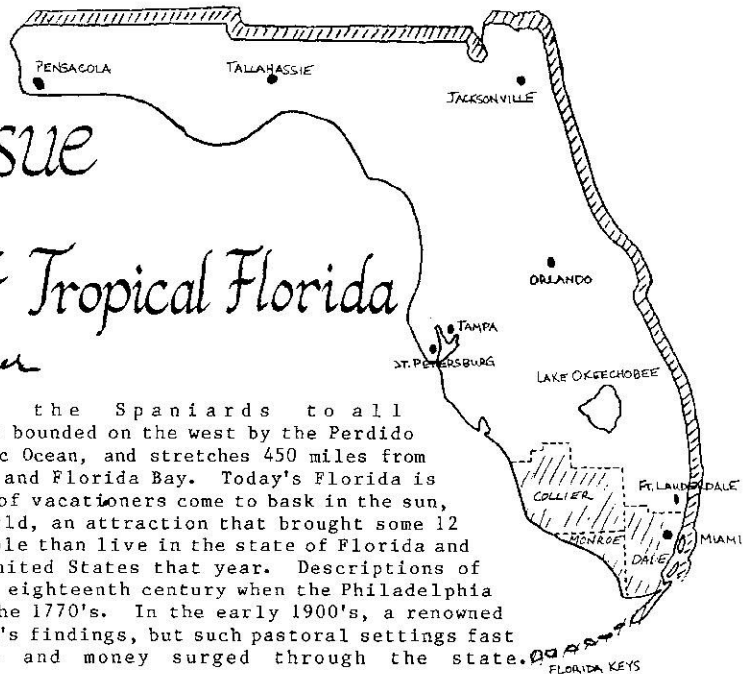 PENSACOLA
TALLAHASSIE
JACKSONVILLE
sue
Tropical Florida
ORLANDO
TAMPA
ST. PETERSBURG
LAKE OKEECHOBEE
the Spaniards to all
bounded on the west by the Perdido
c Ocean, and stretches 450 miles from
and Florida Bay. Today's Florida is
of vacationers come to bask in the sun,
ld, an attraction that brought some 12
ple than live in the state of Florida and
nited States that year. Descriptions of
eighteenth century when the Philadelphia
he 1770's. In the early 1900's, a renowned
's findings, but such pastoral settings fast
and money surged through the state.
COLLIER
FT. LAUDERDALE
MONROE
DADE
MIAMI
FLORIDA KEYS